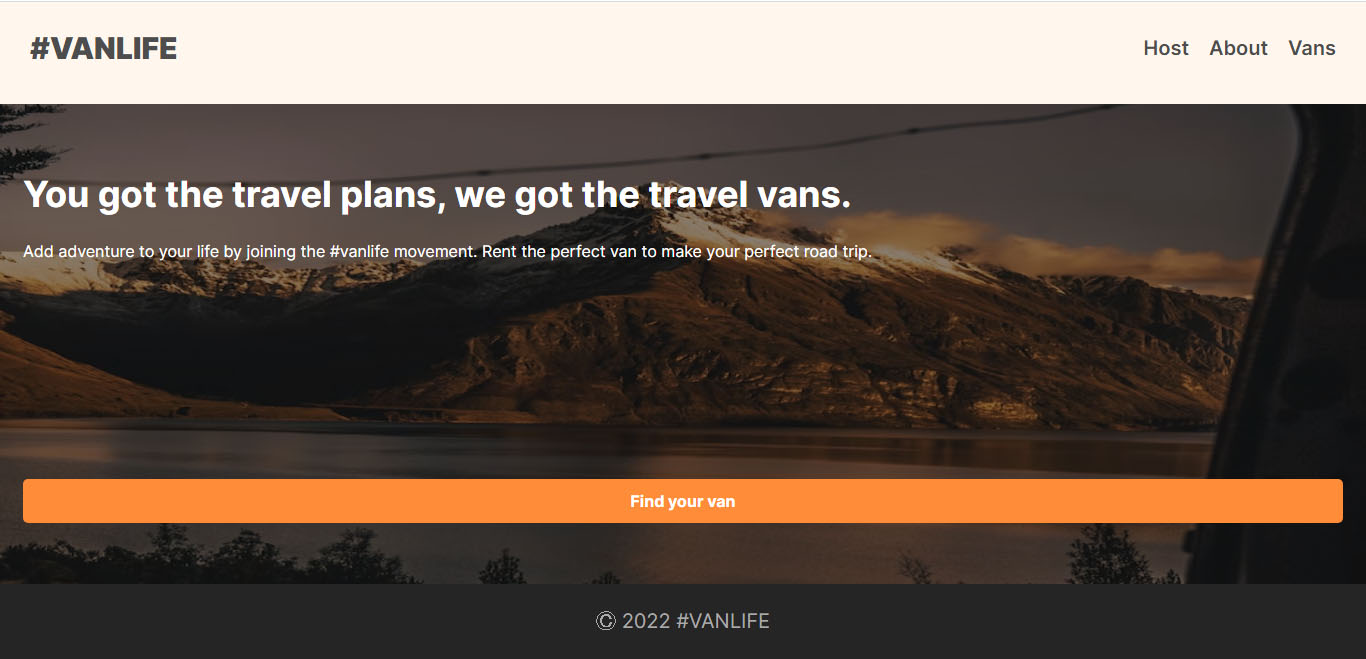 #VANLIFE
Host About Vans
You got the travel plans, we got the travel vans.
Add adventure to your life by joining the #vanlife movement. Rent the perfect van to make your perfect road trip.
Find your van
Ⓒ 2022 #VANLIFE